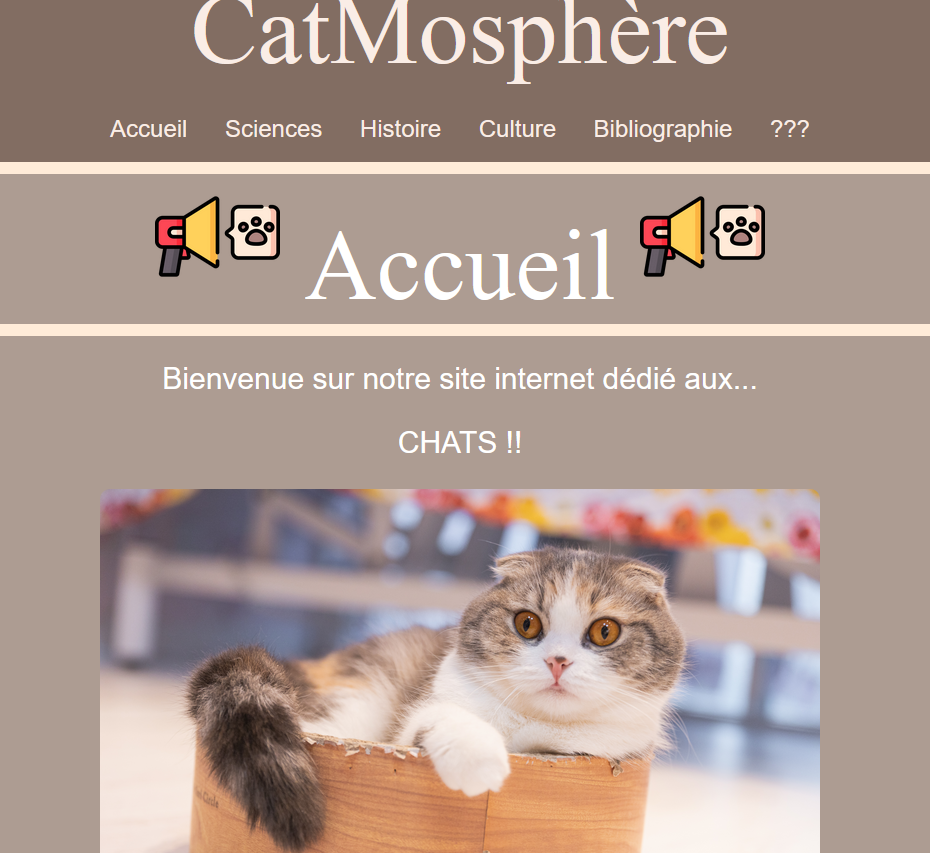 CatMosphère
Accueil Sciences Histoire Culture Bibliographie ???
Accueil
Bienvenue sur notre site internet dédié aux...
CHATS !!